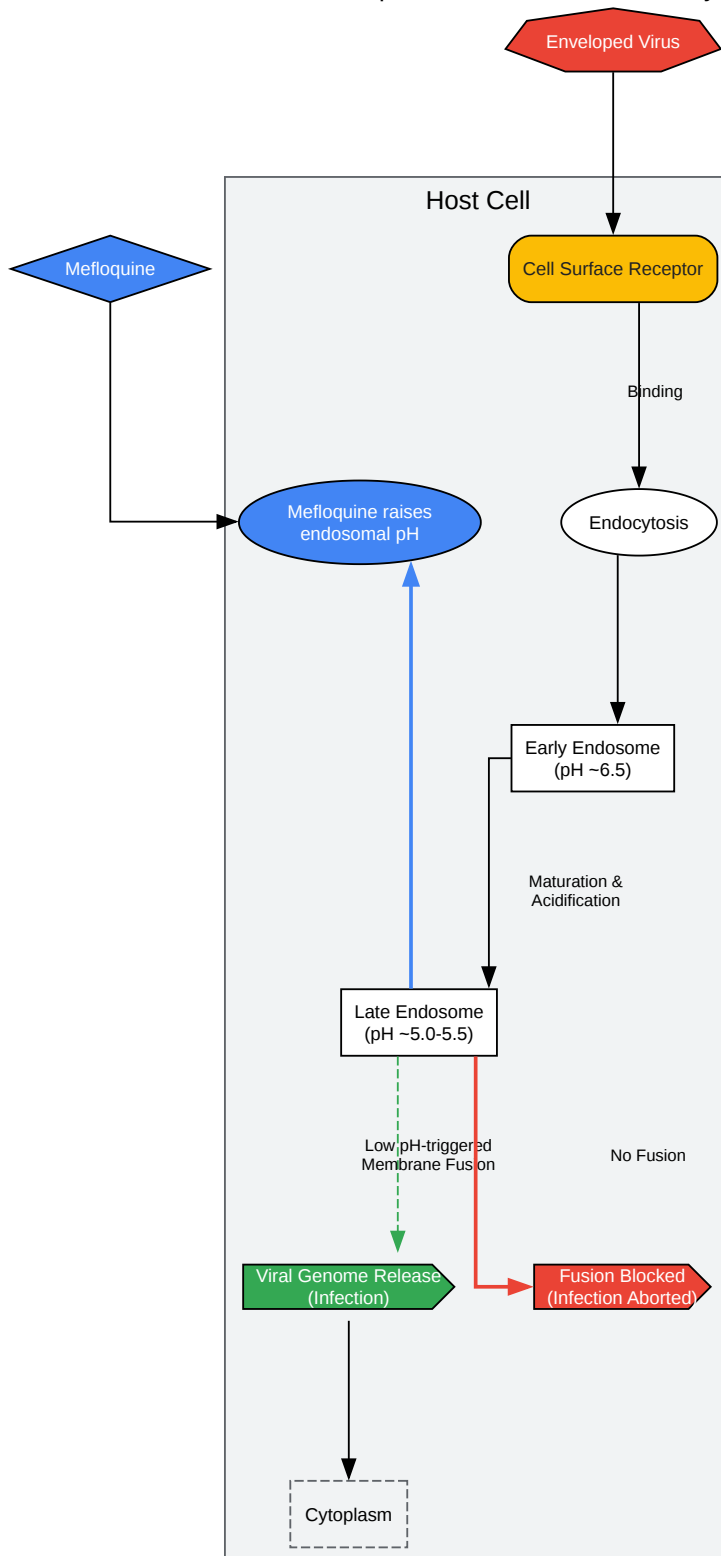 Enveloped Virus
Host Cell
Mefloquine
Cell Surface Receptor
Binding
Mefloquine raises
endosomal pH
Endocytosis
Early Endosome
(pH ~6.5)
Maturation &
Acidification
Late Endosome
(pH ~5.0-5.5)
Low pH-triggered
Membrane Fusion
No Fusion
Viral Genome Release
(Infection)
Fusion Blocked
(Infection Aborted)
Cytoplasm